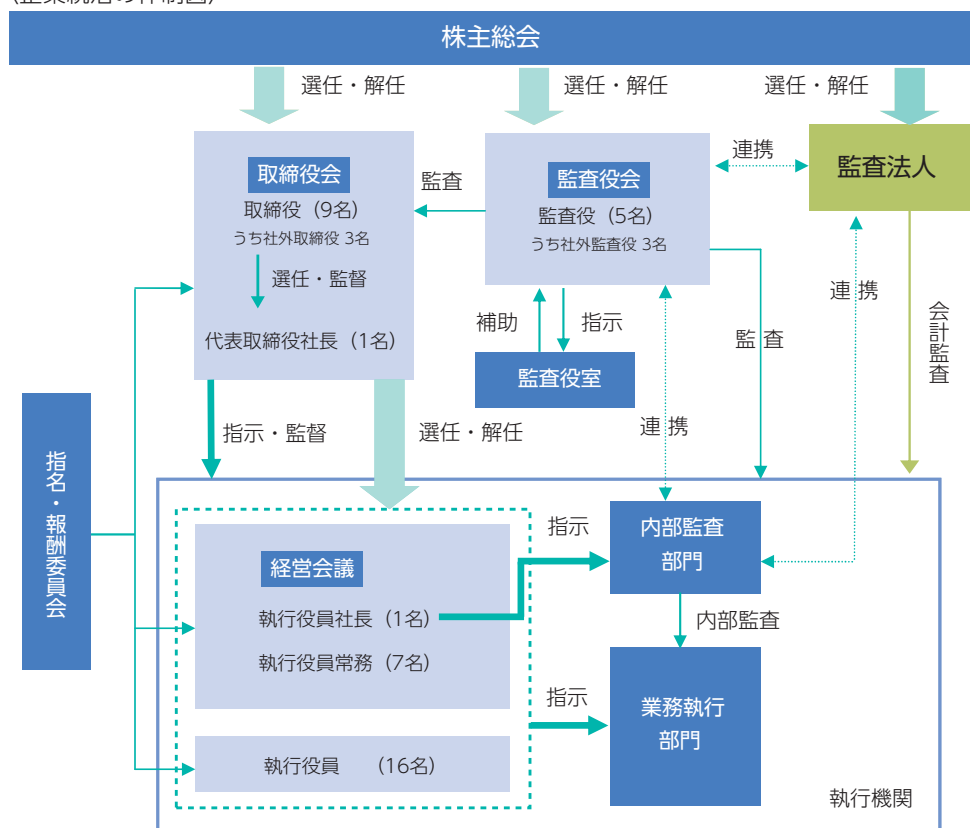 株主総会
選任・解任
選任・解任
選任・解任
取締役会
取締役（9名）
うち社外取締役 3名
選任・監督
代表取締役社長（1名）
監査
監査役会
監査役（5名）
うち社外監査役 3名
連携
監査法人
補助
指示
監査役室
監 査
連 携
会計監査
指名・報酬委員会
指示・監督
選任・解任
連 携
経営会議
執行役員社長（1名）
執行役員常務（7名）
執行役員　（16名）
指示
内部監査
部門
内部監査
指示
業務執行
部門
執行機関